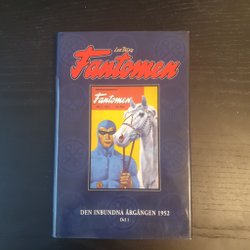 Lee Falk
Fantomen
Fantomen
DEN INBUNDNA ÅRGÅNGEN 1952
Del 1